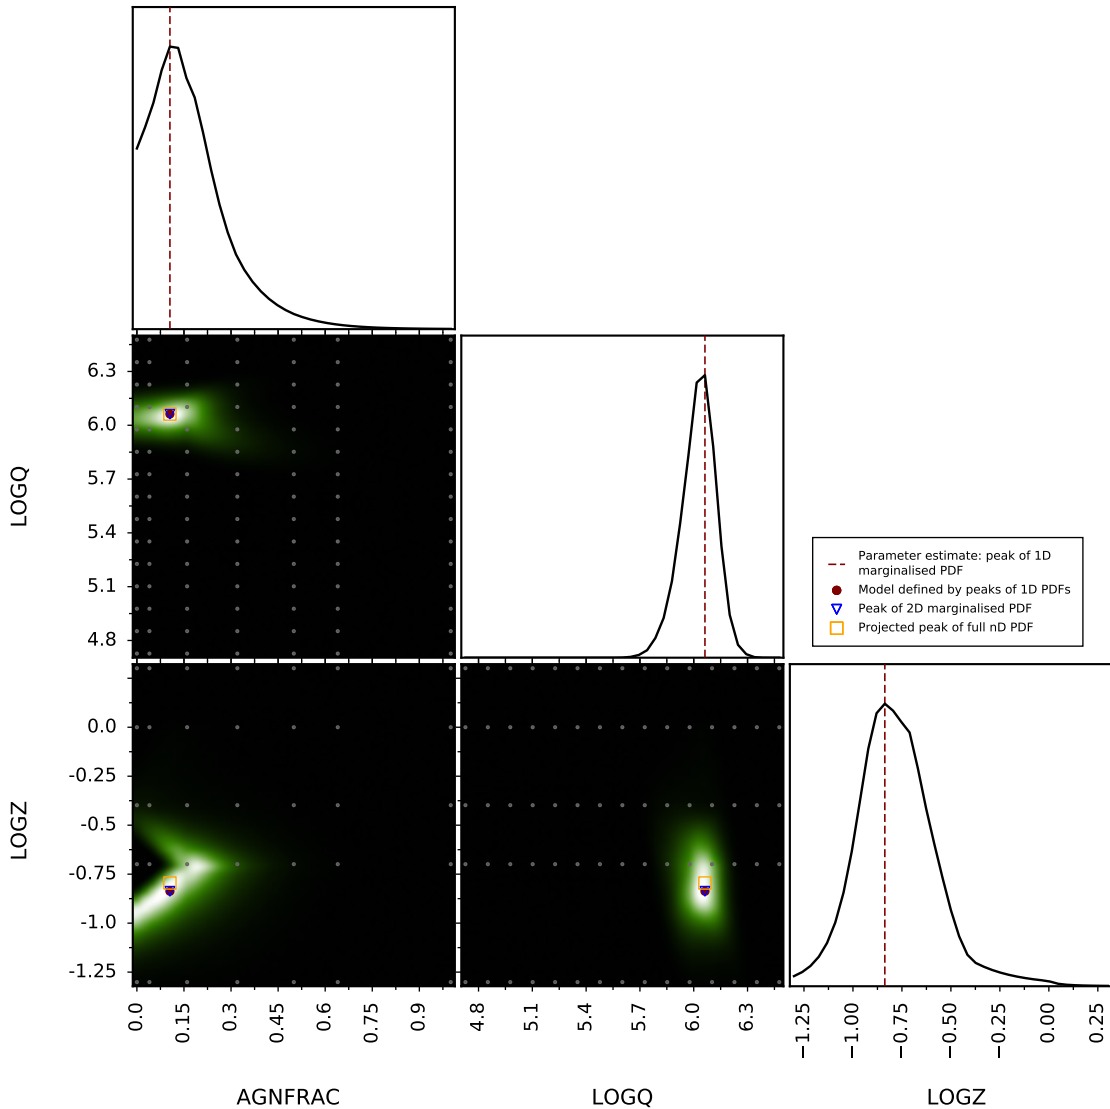 6.3
6.0
5.7
5.4
5.1
4.8
LOGQ
Parameter estimate: peak of 1D
marginalised PDF
Model defined by peaks of 1D PDFs
Peak of 2D marginalised PDF
Projected peak of full nD PDF
0.0
-0.25
-0.5
-0.75
-1.0
-1.25
LOGZ
0.0 0.15 0.3 0.45 0.6 0.75 0.9
4.8 5.1 5.4 5.7 6.0 6.3
−1.25 −1.00 −0.75 −0.50 −0.25 0.00 0.25
AGNFRAC LOGQ LOGZ